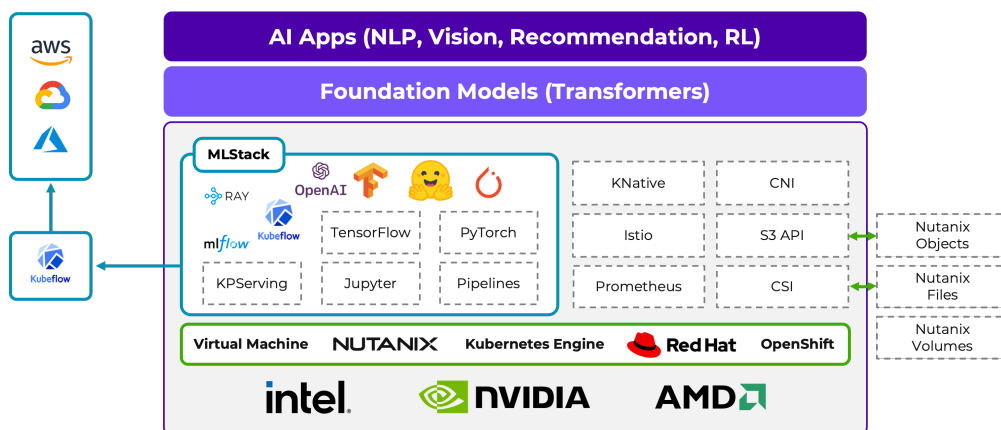 aws
Kubeflow
AI Apps (NLP, Vision, Recommendation, RL)
Foundation Models (Transformers)
MLStack
RAY
OpenAI
mlflow
Kubeflow
TensorFlow
PyTorch
KPServing
Jupyter
Pipelines
KNative
CNI
Istio
S3 API
Prometheus
CSI
Nutanix
Objects
Nutanix
Files
Nutanix
Volumes
Virtual Machine
NUTANIX
Kubernetes Engine
Red Hat
OpenShift
intel.
NVIDIA
AMD